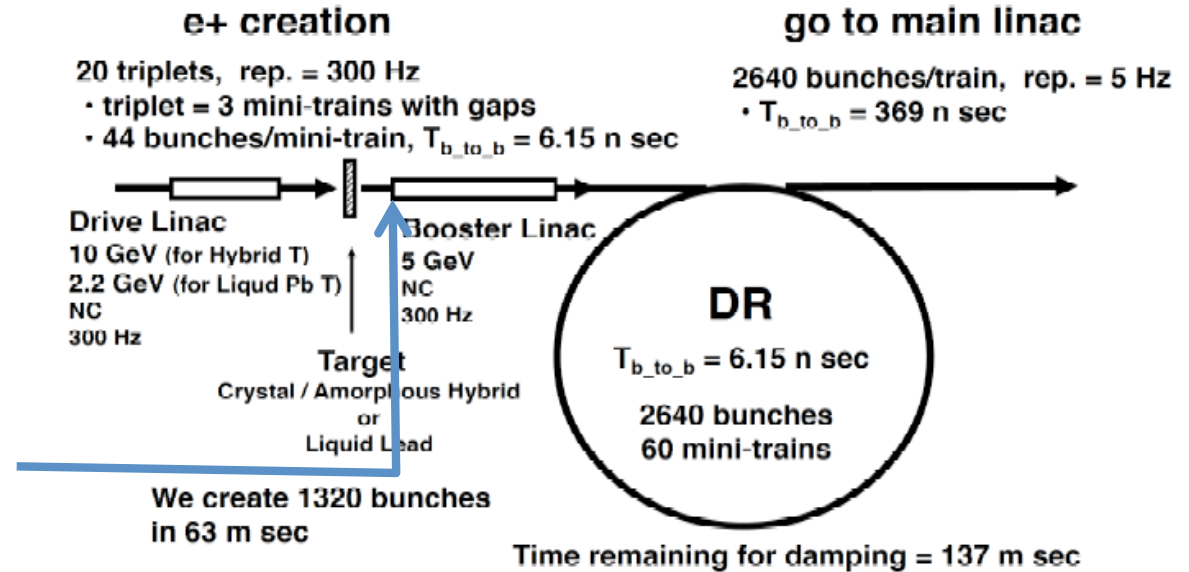 e+ creation
20 triplets, rep. = 300 Hz
• triplet = 3 mini-trains with gaps
• 44 bunches/mini-train, Tb_to_b = 6.15 n sec
go to main linac
2640 bunches/train, rep. = 5 Hz
• Tb_to_b = 369 n sec
Drive Linac
10 GeV (for Hybrid T)
2.2 GeV (for Liqud Pb T)
NC
300 Hz
Booster Linac
5 GeV
NC
300 Hz
Target
Crystal / Amorphous Hybrid
or
Liquid Lead
DR
Tb_to_b = 6.15 n sec
2640 bunches
60 mini-trains
We create 1320 bunches
in 63 m sec
Time remaining for damping = 137 m sec